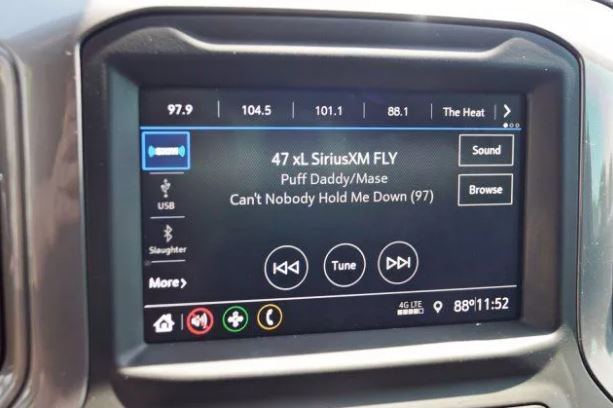 97.9 104.5 101.1 88.1 The Heat
SXM
47 xL SiriusXM FLY
Sound
Puff Daddy/Mase
Can't Nobody Hold Me Down (97)
Browse
USB
Slaughter
Tune
More
4G LTE
88° 11:52